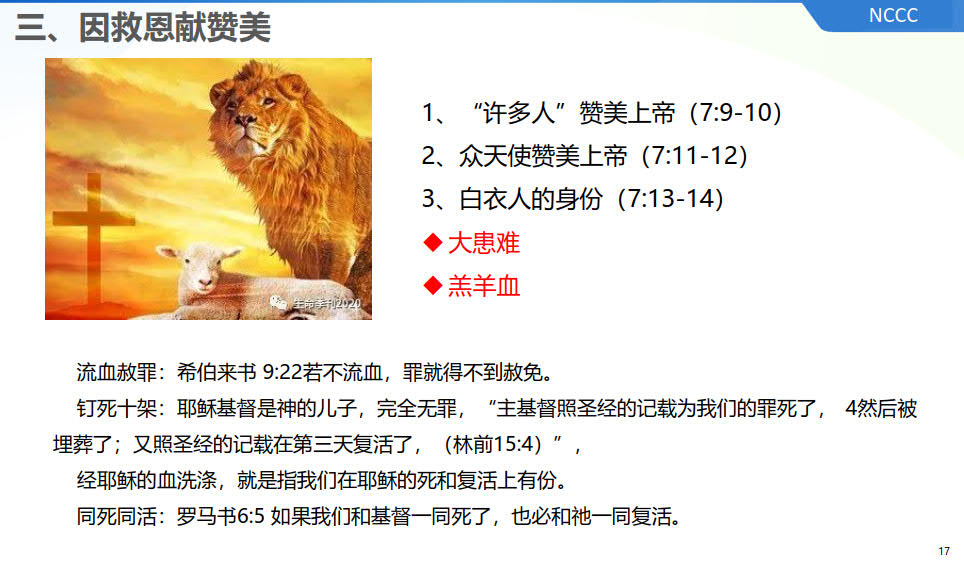 三、因救恩献赞美
NCCC
1、“许多人”赞美上帝（7:9-10）
2、众天使赞美上帝（7:11-12）
3、白衣人的身份（7:13-14）
◆ 大患难
◆ 羔羊血
生命季刊2020
流血赦罪：希伯来书 9:22若不流血，罪就得不到赦免。
钉死十架：耶稣基督是神的儿子，完全无罪，“主基督照圣经的记载为我们的罪死了， 4然后被
埋葬了；又照圣经的记载在第三天复活了，（林前15:4）”，
经耶稣的血洗涤，就是指我们在耶稣的死和复活上有份。
同死同活：罗马书6:5 如果我们和基督一同死了，也必和祂一同复活。
17